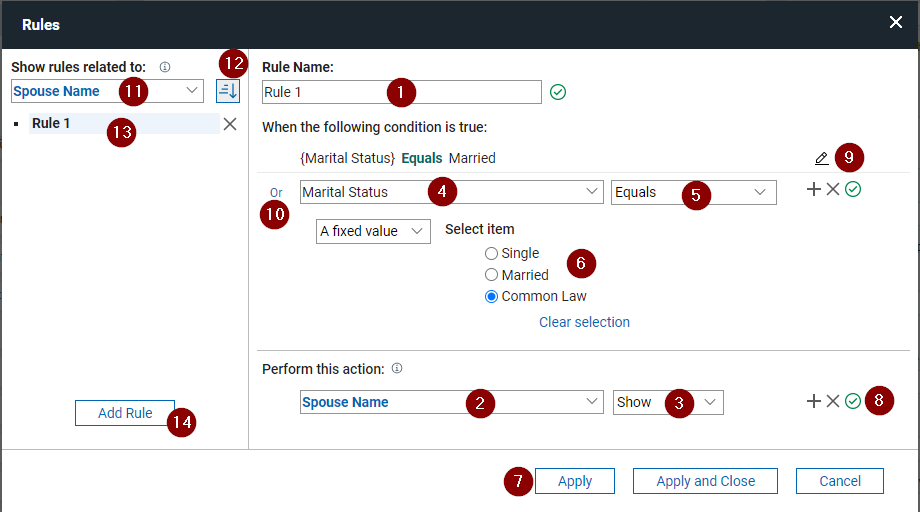 Rules
Show rules related to:
12
Spouse Name 11
Rule 1
13
Add Rule
14
Rule Name:
Rule 1 1
When the following condition is true:
{Marital Status} Equals Married 9
Or Marital Status 4 Equals 5
10
A fixed value Select item
Single
6
Married
Common Law
Clear selection
Perform this action:
Spouse Name 2 Show 3 8
7 Apply Apply and Close Cancel